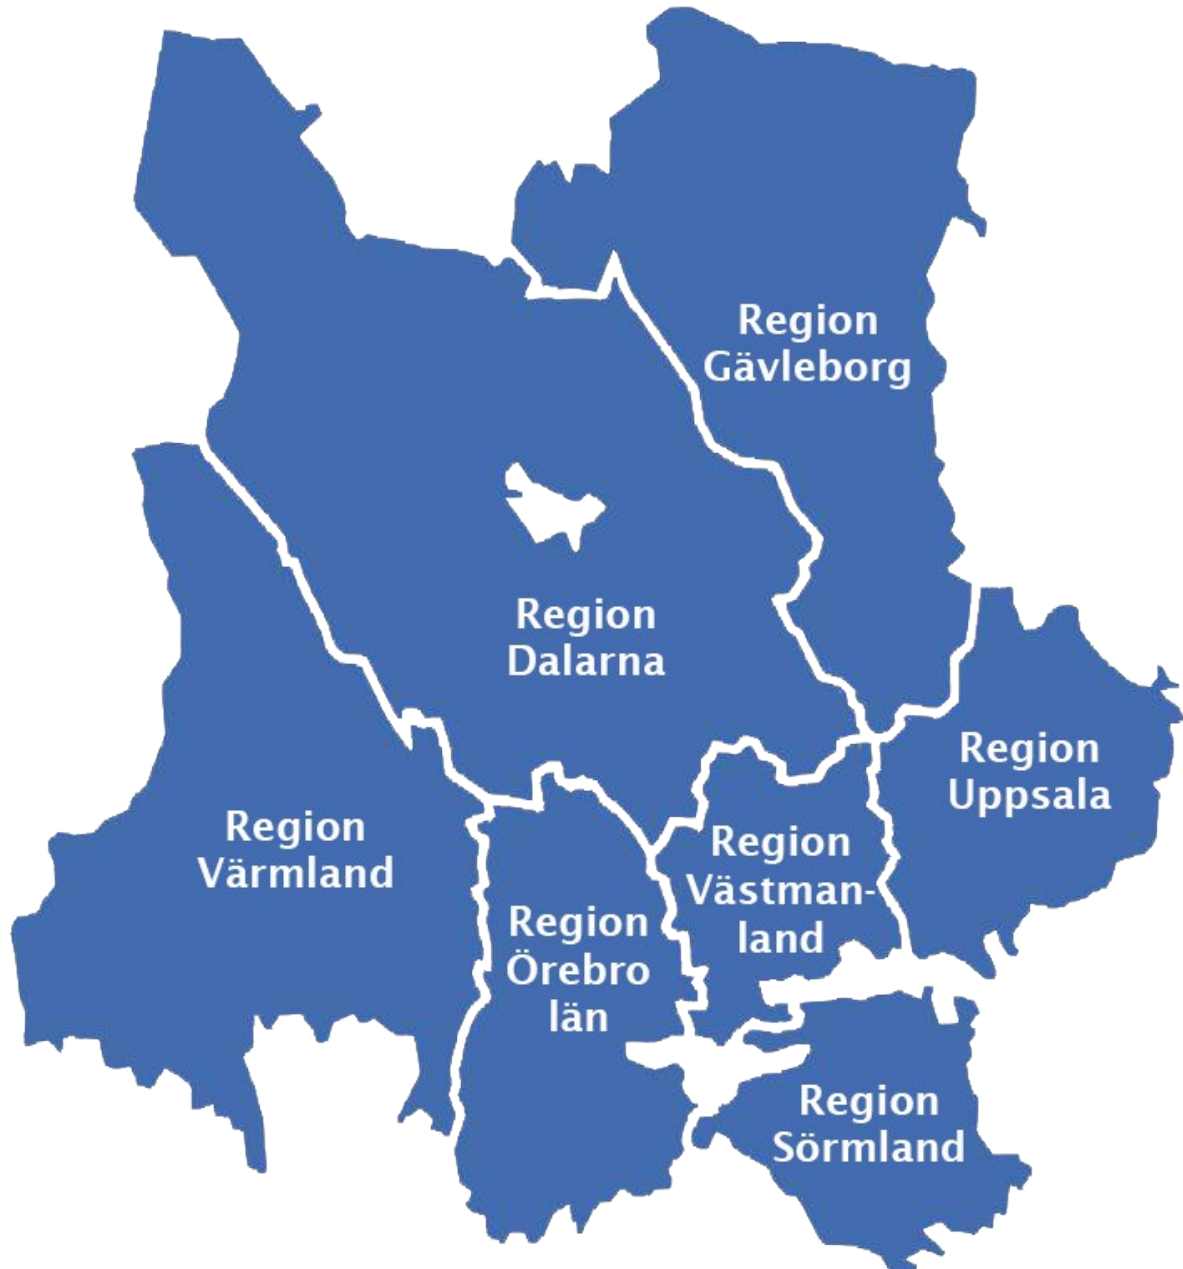 Region
Gävleborg
Region
Dalarna
Region
Uppsala
Region
Värmland
Region
Västman-
land
Region
Örebro
län
Region
Sörmland